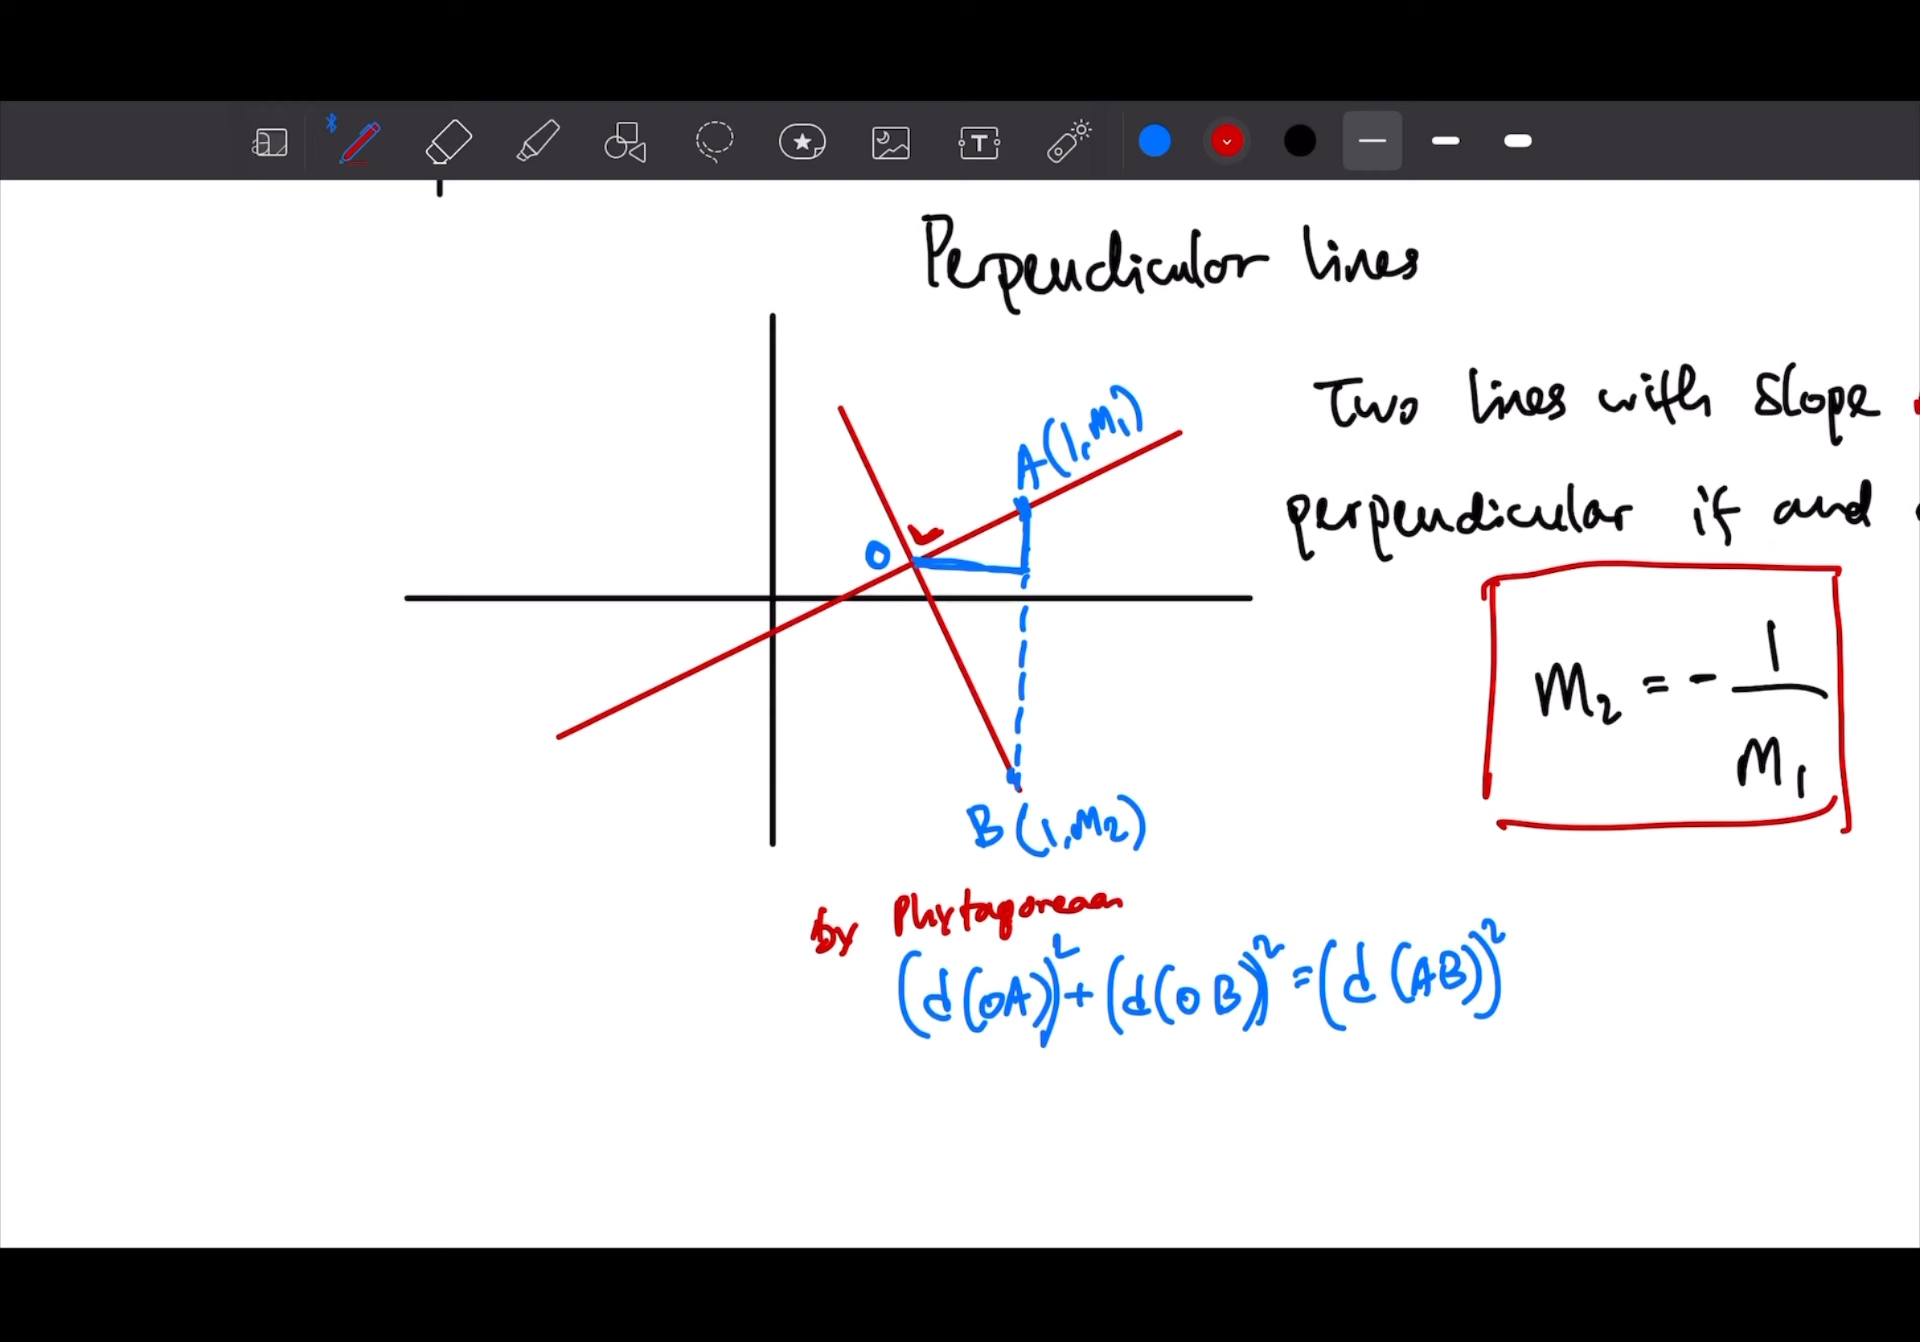 Perpendicular lines
Two lines with slope
perpendicular if and
A(1,m₁)
O
m₂ = - 1/m₁
B(1,m₂)
by Phytagorean
(d(OA))² + (d(OB))² = (d(AB))²